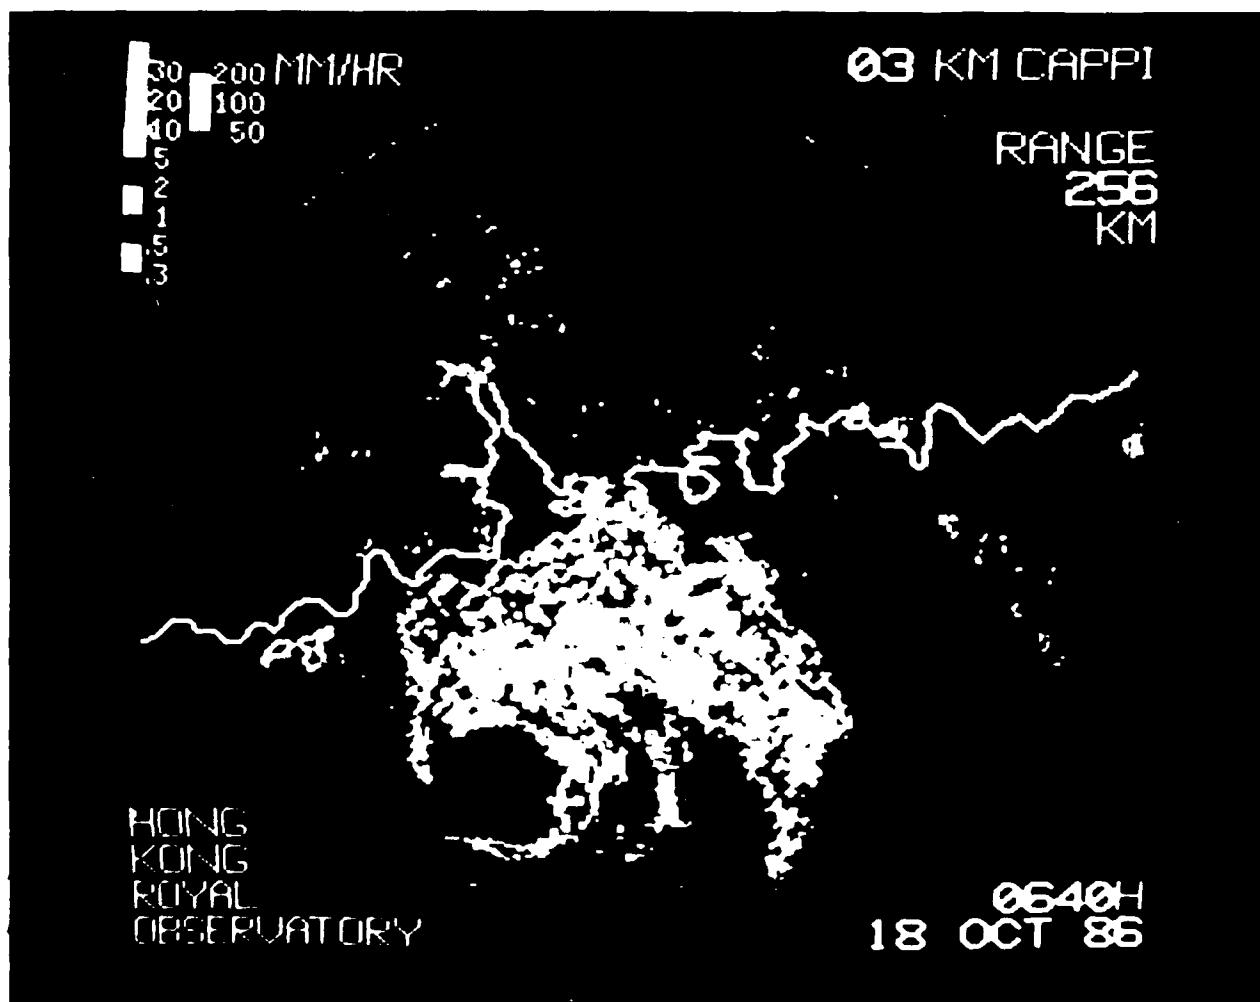 30 200 MM/HR
20 100
10 50
5
2
1
.5
.3
03 KM CAPPI
RANGE
256
KM
HONG
KONG
ROYAL
OBSERVATORY
0640H
18 OCT 86